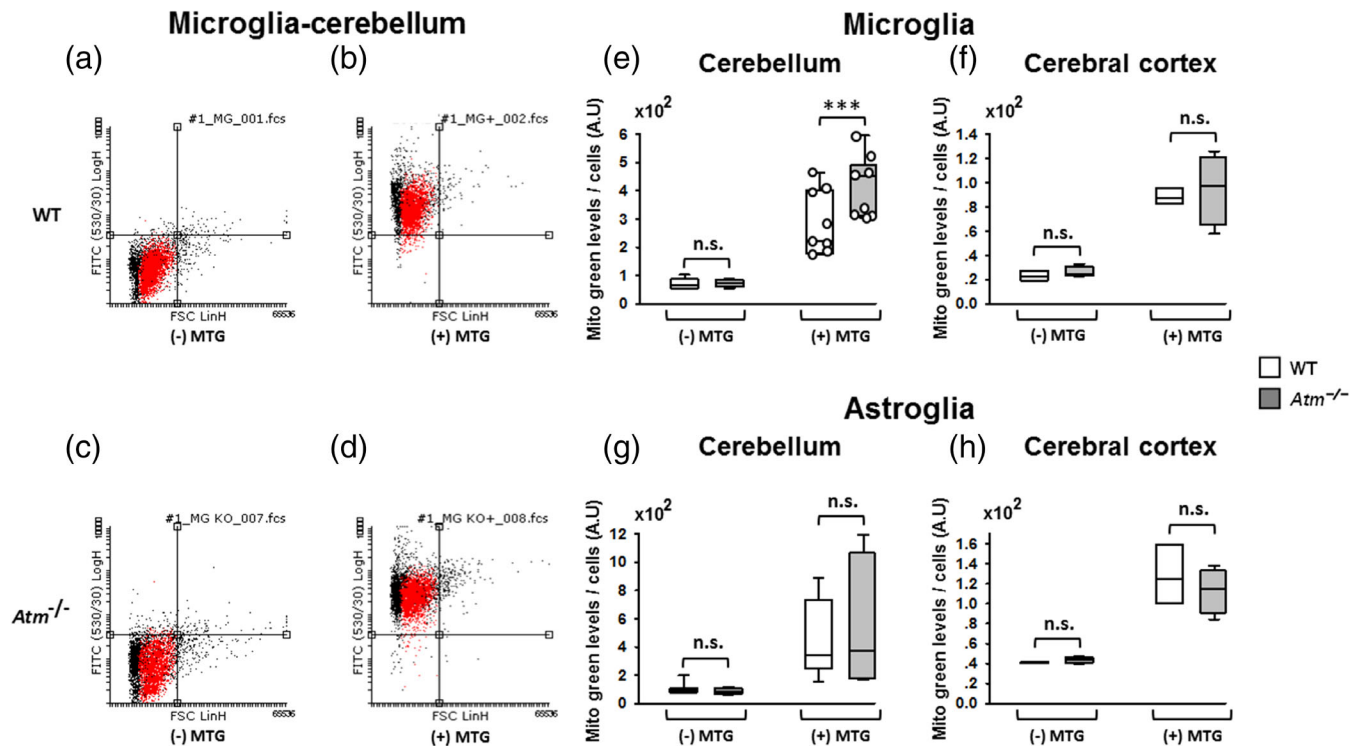 Microglia-cerebellum
Microglia
(a)
(b)
(e)
Cerebellum
(f)
Cerebral cortex
WT
#1_MG_001.fcs
FITC (530/30) LogH
FSC LinH
65536
(-) MTG
#1_MG+_002.fcs
FITC (530/30) LogH
FSC LinH
65536
(+) MTG
x10²
Mito green levels / cells (A.U)
6
5
4
3
2
1
0
n.s.
***
(-) MTG
(+) MTG
x10²
Mito green levels / cells (A.U)
1.4
1.2
1.0
.8
.6
.4
.2
0.0
n.s.
n.s.
(-) MTG
(+) MTG
WT
Atm⁻/⁻
Astroglia
(c)
(d)
(g)
Cerebellum
(h)
Cerebral cortex
Atm⁻/⁻
#1_MG KO_007.fcs
FITC (530/30) LogH
FSC LinH
65536
(-) MTG
#1_MG KO+_008.fcs
FITC (530/30) LogH
FSC LinH
65536
(+) MTG
x10²
Mito green levels / cells (A.U)
12
10
8
6
4
2
0
n.s.
n.s.
(-) MTG
(+) MTG
x10²
Mito green levels / cells (A.U)
1.6
1.4
1.2
1.0
.8
.6
.4
.2
0.0
n.s.
n.s.
(-) MTG
(+) MTG